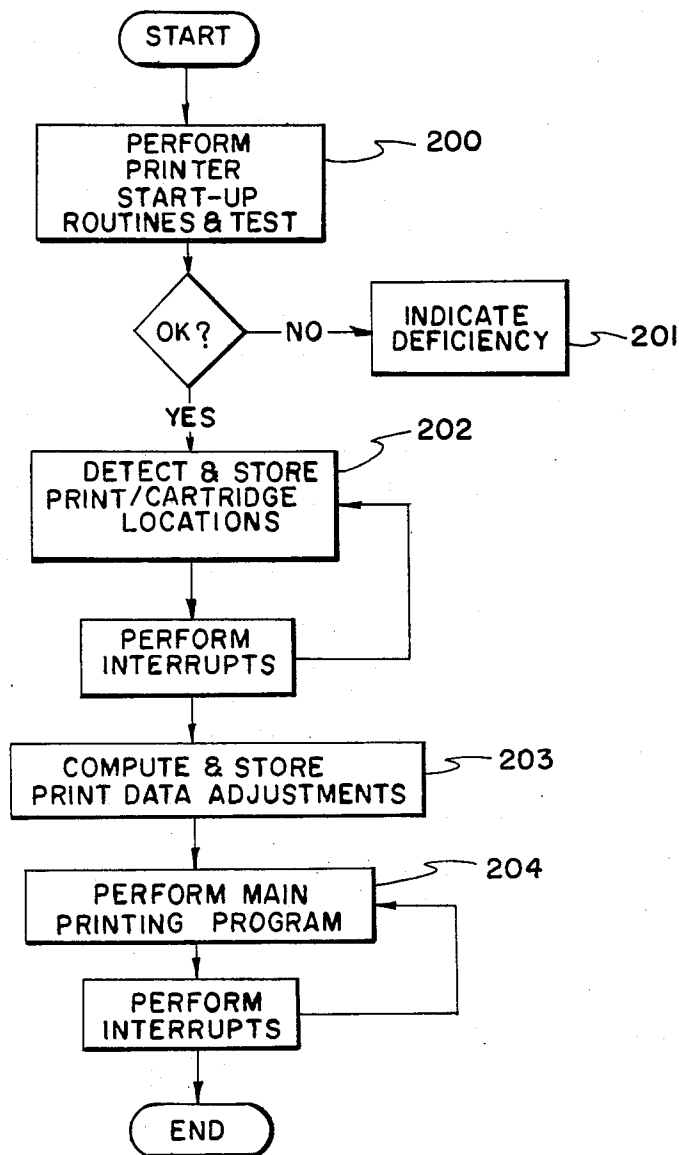 START
PERFORM
PRINTER
START-UP
ROUTINES & TEST
200
OK?
NO
INDICATE
DEFICIENCY
201
YES
202
DETECT & STORE
PRINT/CARTRIDGE
LOCATIONS
PERFORM
INTERRUPTS
COMPUTE & STORE
PRINT DATA ADJUSTMENTS
203
204
PERFORM MAIN
PRINTING PROGRAM
PERFORM
INTERRUPTS
END